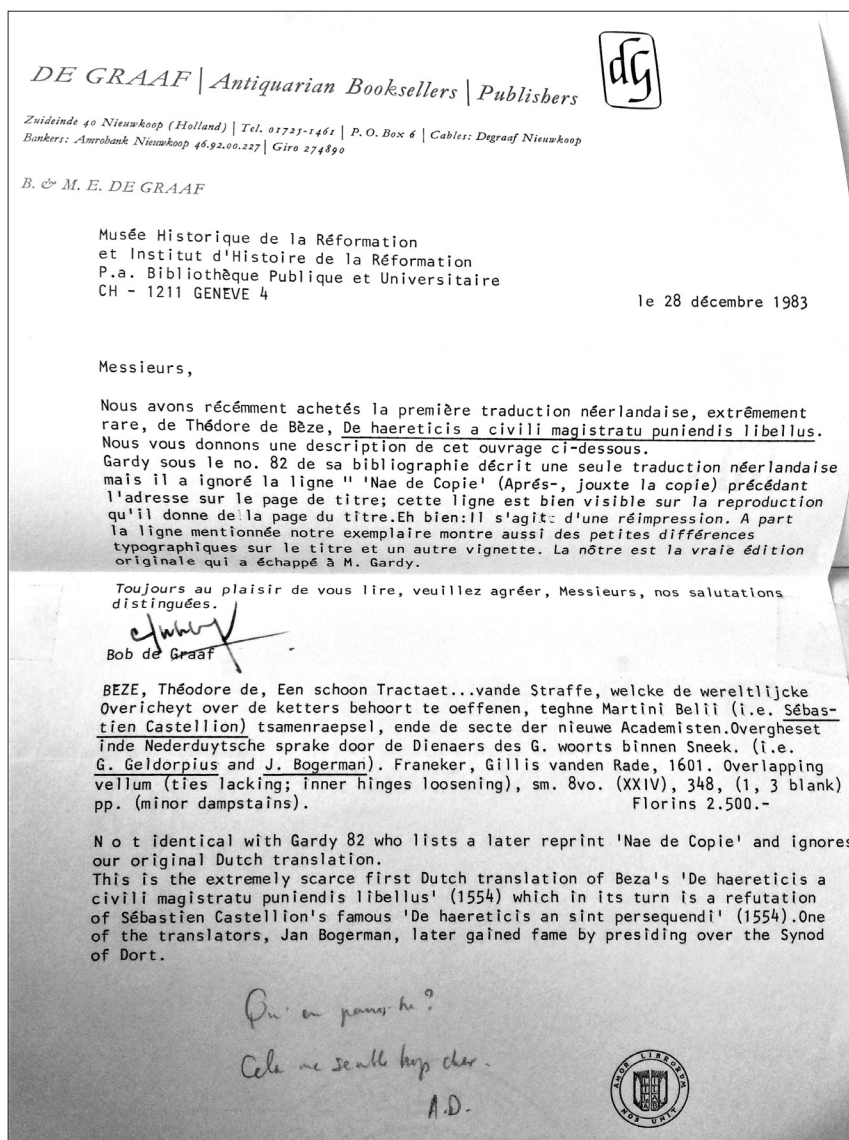 DE GRAAF | Antiquarian Booksellers | Publishers
dG
Zuideinde 40 Nieuwkoop (Holland) | Tel. 01725-1461 | P. O. Box 6 | Cables: Degraaf Nieuwkoop
Bankers: Amrobank Nieuwkoop 46.92.00.227 | Giro 274890
B. & M. E. DE GRAAF
Musée Historique de la Réformation
et Institut d'Histoire de la Réformation
P.a. Bibliothèque Publique et Universitaire
CH - 1211 GENEVE 4
le 28 décembre 1983
Messieurs,
Nous avons récémment achetés la première traduction néerlandaise, extrêmement
rare, de Thédore de Bèze, De haereticis a civili magistratu puniendis libellus.
Nous vous donnons une description de cet ouvrage ci-dessous.
Gardy sous le no. 82 de sa bibliographie décrit une seule traduction néerlandaise
mais il a ignoré la ligne " 'Nae de Copie' (Aprés-, jouxte la copie) précédant
l'adresse sur le page de titre; cette ligne est bien visible sur la reproduction
qu'il donne de la page du titre.Eh bien:Il s'agit d'une réimpression. A part
la ligne mentionnée notre exemplaire montre aussi des petites différences
typographiques sur le titre et un autre vignette. La nôtre est la vraie édition
originale qui a échappé à M. Gardy.
Toujours au plaisir de vous lire, veuillez agréer, Messieurs, nos salutations
distinguées.
Bob de Graaf
BEZE, Théodore de, Een schoon Tractaet...vande Straffe, welcke de wereltlijcke
Overicheyt over de ketters behoort te oeffenen, teghne Martini Belii (i.e. Sébas-
tien Castellion) tsamenraepsel, ende de secte der nieuwe Academisten.Overgheset
inde Nederduytsche sprake door de Dienaers des G. woorts binnen Sneek. (i.e.
G. Geldorpius and J. Bogerman). Franeker, Gillis vanden Rade, 1601. Overlapping
vellum (ties lacking; inner hinges loosening), sm. 8vo. (XXIV), 348, (1, 3 blank)
pp. (minor dampstains). Florins 2.500.-
N o t identical with Gardy 82 who lists a later reprint 'Nae de Copie' and ignores
our original Dutch translation.
This is the extremely scarce first Dutch translation of Beza's 'De haereticis a
civili magistratu puniendis libellus' (1554) which in its turn is a refutation
of Sébastien Castellion's famous 'De haereticis an sint persequendi' (1554).One
of the translators, Jan Bogerman, later gained fame by presiding over the Synod
of Dort.
Qu'en penses-tu?
Cela me semble trop cher.
A.D.
AMOR LIBRORUM
NOS UNIT